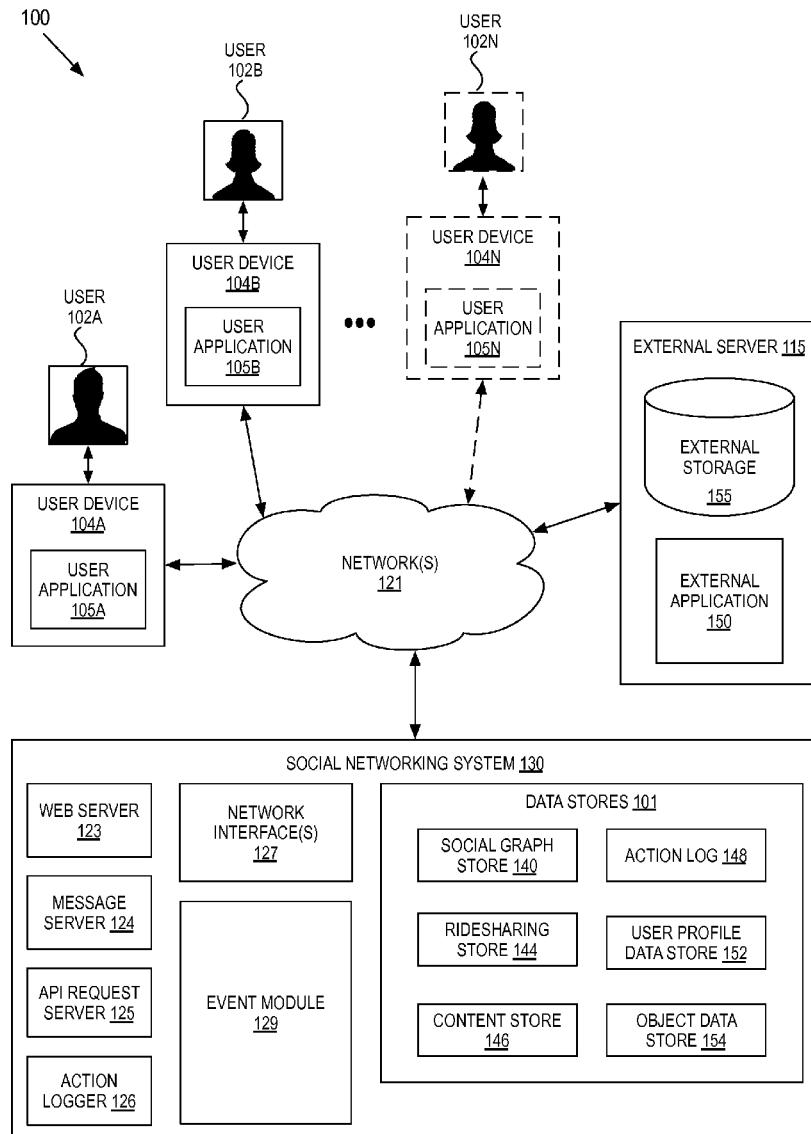 100
USER
102B
USER
102N
USER DEVICE
104B
USER
APPLICATION
105B
USER DEVICE
104N
USER
APPLICATION
105N
USER
102A
USER DEVICE
104A
USER
APPLICATION
105A
NETWORK(S)
121
EXTERNAL SERVER 115
EXTERNAL
STORAGE
155
EXTERNAL
APPLICATION
150
SOCIAL NETWORKING SYSTEM 130
WEB SERVER
123
MESSAGE
SERVER 124
API REQUEST
SERVER 125
ACTION
LOGGER 126
NETWORK
INTERFACE(S)
127
EVENT MODULE
129
DATA STORES 101
SOCIAL GRAPH
STORE 140
ACTION LOG 148
RIDESHARING
STORE 144
USER PROFILE
DATA STORE 152
CONTENT STORE
146
OBJECT DATA
STORE 154